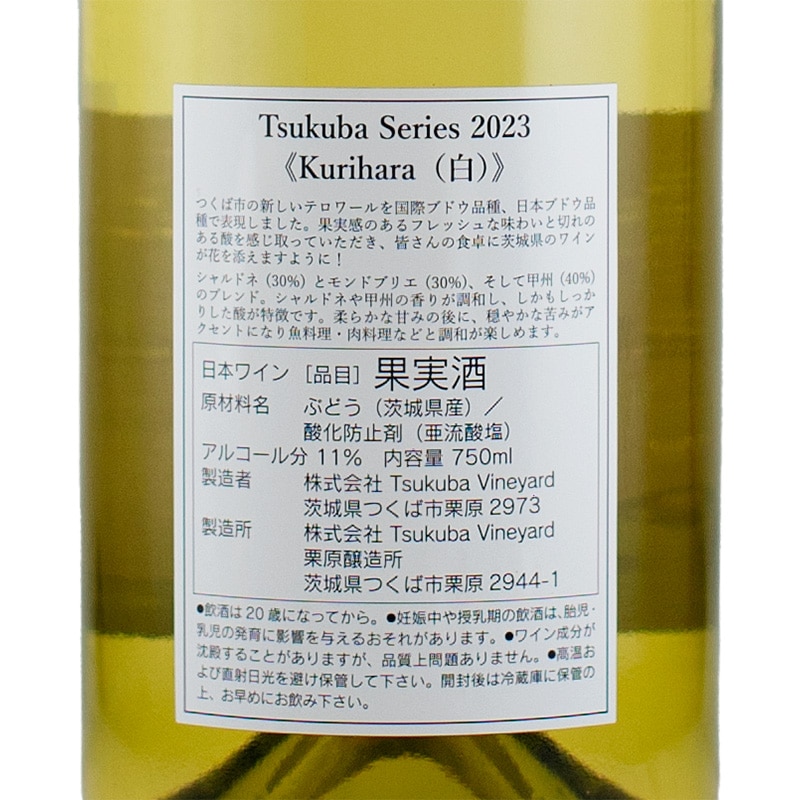 Tsukuba Series 2023
《Kurihara（白）》
つくば市の新しいテロワールを国際ブドウ品種、日本ブドウ品
種で表現しました。果実感のあるフレッシュな味わいと切れの
ある酸を感じ取っていただき、皆さんの食卓に茨城県のワイン
が花を添えますように！
シャルドネ（30%）とモンドブリエ（30%）、そして甲州（40%）
のブレンド。シャルドネや甲州の香りが調和し、しかもしっか
りした酸が特徴です。柔らかな甘みの後に、穏やかな苦みがア
クセントになり魚料理・肉料理などと調和が楽しめます。
日本ワイン［品目］果実酒
原材料名 ぶどう（茨城県産）／
酸化防止剤（亜流酸塩）
アルコール分 11% 内容量 750ml
製造者 株式会社 Tsukuba Vineyard
茨城県つくば市栗原 2973
製造所 株式会社 Tsukuba Vineyard
栗原醸造所
茨城県つくば市栗原 2944-1
●飲酒は 20 歳になってから。●妊娠中や授乳期の飲酒は、胎児・
乳児の発育に影響を与えるおそれがあります。●ワイン成分が
沈殿することがありますが、品質上問題ありません。●高温お
よび直射日光を避け保管して下さい。開封後は冷蔵庫に保管の
上、お早めにお飲み下さい。